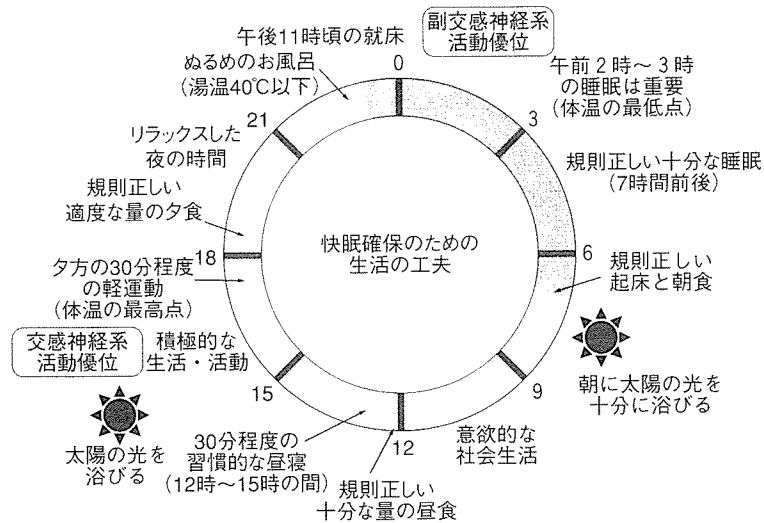 午後11時頃の就床
ぬるめのお風呂
（湯温40℃以下）
0
副交感神経系
活動優位
午前2時～3時
の睡眠は重要
（体温の最低点）
3
規則正しい十分な睡眠
（7時間前後）
6
規則正しい
起床と朝食
朝に太陽の光を
十分に浴びる
9
意欲的な
社会生活
12
規則正しい
十分な量の昼食
30分程度の
習慣的な昼寝
（12時～15時の間）
15
太陽の光を
浴びる
交感神経系
活動優位
積極的な
生活・活動
夕方の30分程度
の軽運動
（体温の最高点）
18
規則正しい
適度な量の夕食
リラックスした
夜の時間
21
快眠確保のための
生活の工夫